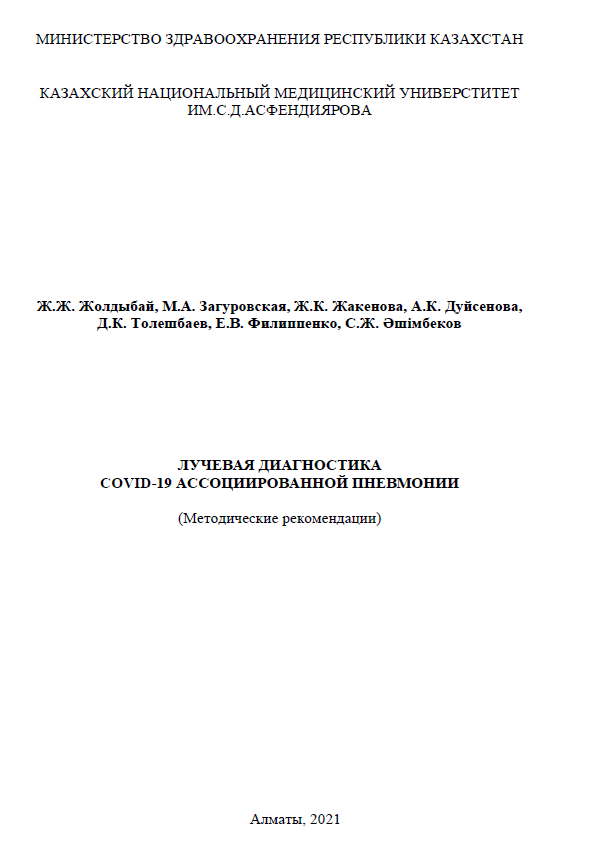 МИНИСТЕРСТВО ЗДРАВООХРАНЕНИЯ РЕСПУБЛИКИ КАЗАХСТАН
КАЗАХСКИЙ НАЦИОНАЛЬНЫЙ МЕДИЦИНСКИЙ УНИВЕРСТИТЕТ
ИМ.С.Д.АСФЕНДИЯРОВА
Ж.Ж. Жолдыбай, М.А. Загуровская, Ж.К. Жакенова, А.К. Дуйсенова,
Д.К. Толешбаев, Е.В. Филиппенко, С.Ж. Әшімбеков
ЛУЧЕВАЯ ДИАГНОСТИКА
COVID-19 АССОЦИИРОВАННОЙ ПНЕВМОНИИ
(Методические рекомендации)
Алматы, 2021